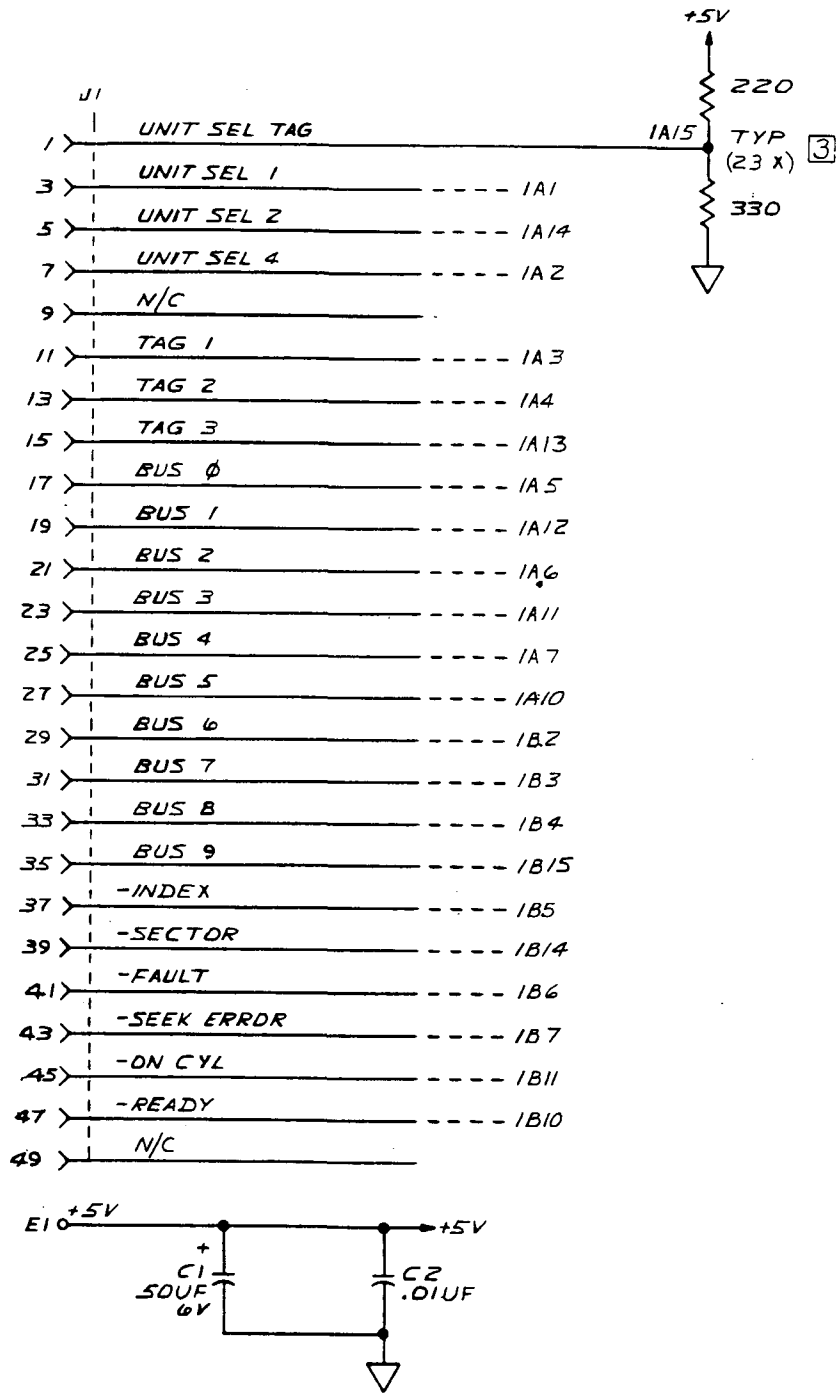 +5V
220
J1
1 UNIT SEL TAG 1A15 TYP (23 X) 3
3 UNIT SEL 1 1A1
330
5 UNIT SEL 2 1A14
7 UNIT SEL 4 1A2
9 N/C
11 TAG 1 1A3
13 TAG 2 1A4
15 TAG 3 1A13
17 BUS Ø 1A5
19 BUS 1 1A12
21 BUS 2 1A6
23 BUS 3 1A11
25 BUS 4 1A7
27 BUS 5 1A10
29 BUS 6 1B2
31 BUS 7 1B3
33 BUS 8 1B4
35 BUS 9 1B15
37 -INDEX 1B5
39 -SECTOR 1B14
41 -FAULT 1B6
43 -SEEK ERROR 1B7
45 -ON CYL 1B11
47 -READY 1B10
49 N/C
E1 +5V +5V
+
C1 C2
50UF .01UF
6V